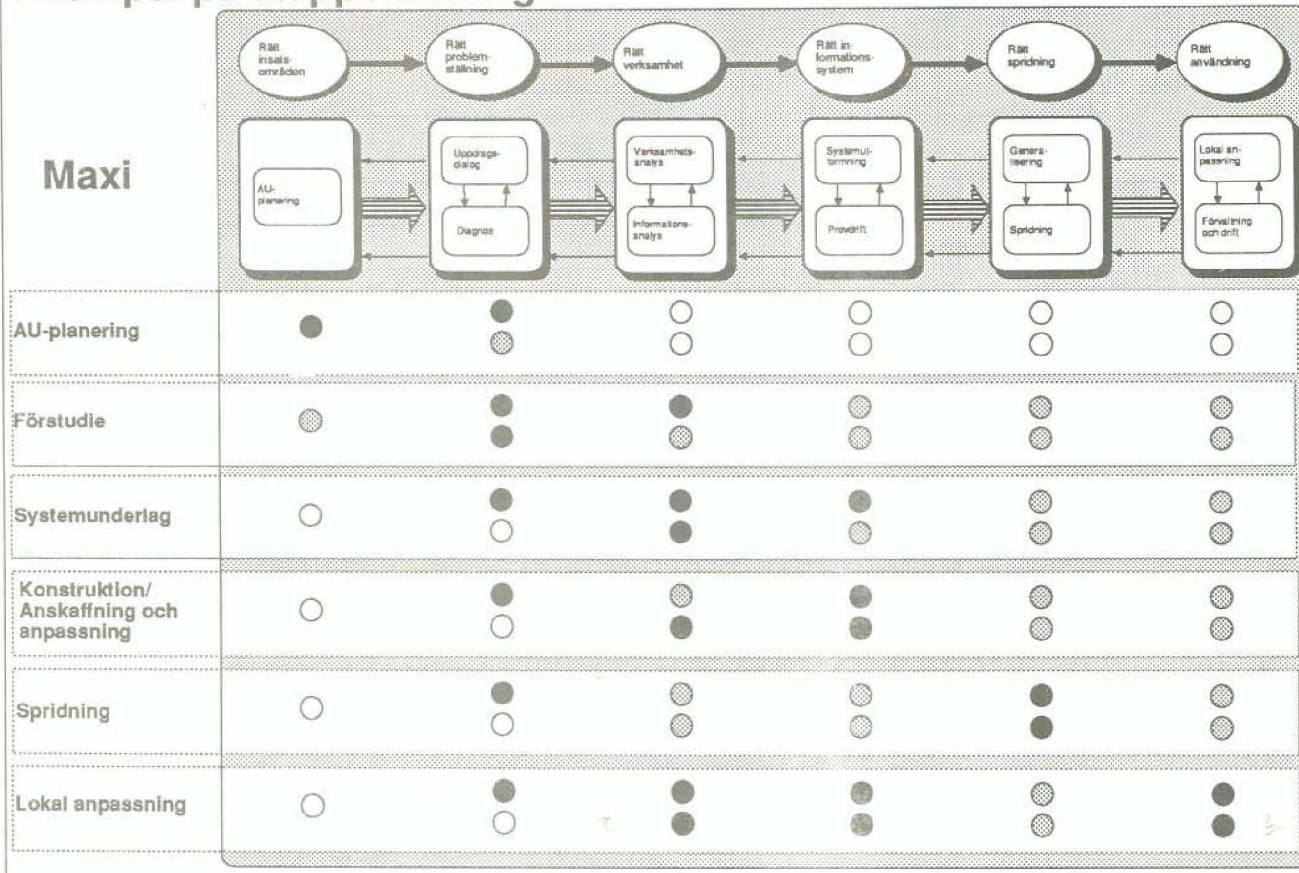 Rätt
insats-
områden
Rätt
problem-
ställning
Rätt
verksamhet
Rätt in-
formations-
system
Rätt
spridning
Rätt
användning
Maxi
AU-
planering
Uppdrags-
dialog
Diagnos
Verksamhets-
analys
Informations-
analys
Systemut-
formning
Provdrift
Genera-
lisering
Spridning
Lokal an-
passning
Förvaltning
och drift
AU-planering
Förstudie
Systemunderlag
Konstruktion/
Anskaffning och
anpassning
Spridning
Lokal anpassning